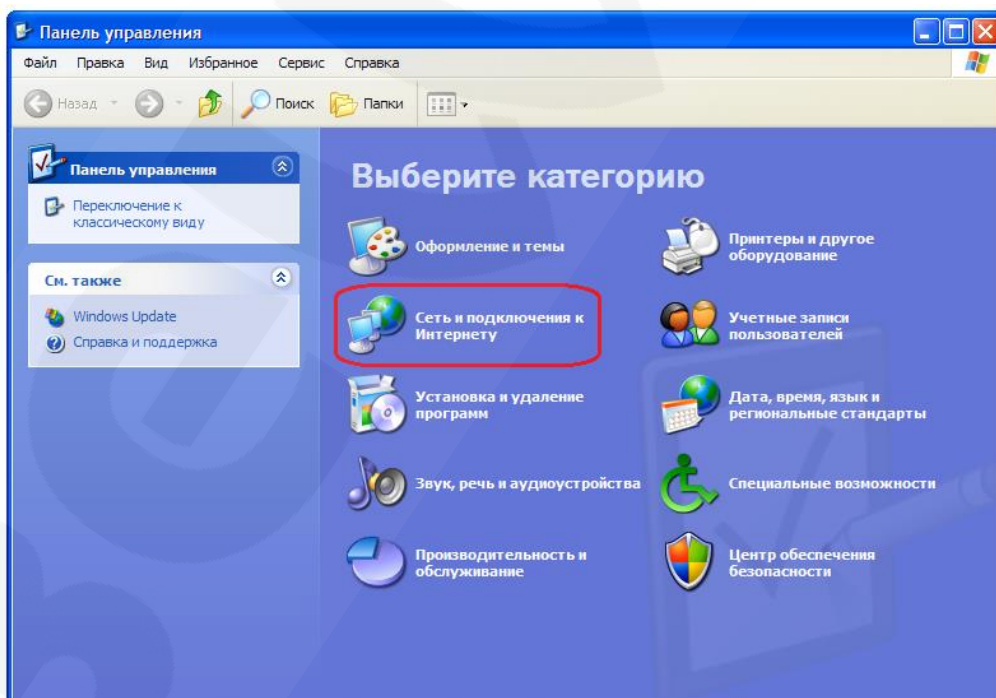 Панель управления
Файл Правка Вид Избранное Сервис Справка
Назад Поиск Папки
Панель управления
Переключение к
классическому виду
См. также
Windows Update
Справка и поддержка
Выберите категорию
Оформление и темы
Принтеры и другое
оборудование
Сеть и подключения к
Интернету
Учетные записи
пользователей
Установка и удаление
программ
Дата, время, язык и
региональные стандарты
Звук, речь и аудиоустройства
Специальные возможности
Производительность и
обслуживание
Центр обеспечения
безопасности